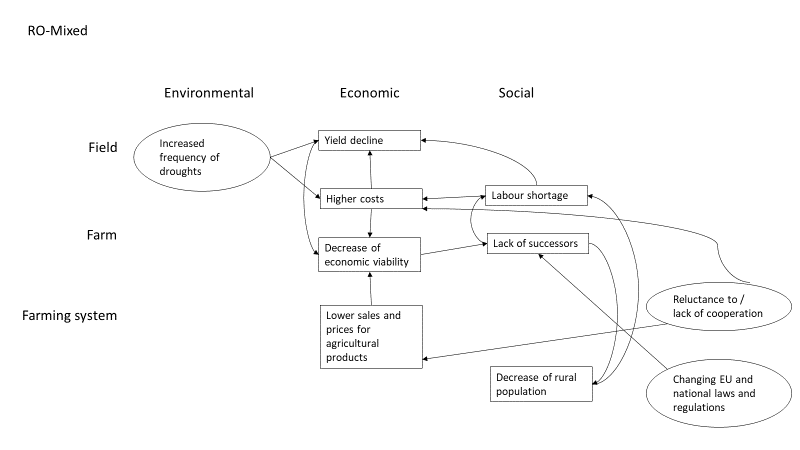 RO-Mixed
Environmental
Economic
Social
Field
Increased
frequency of
droughts
Yield decline
Higher costs
Labour shortage
Farm
Decrease of
economic viability
Lack of successors
Farming system
Lower sales and
prices for
agricultural
products
Reluctance to /
lack of cooperation
Decrease of rural
population
Changing EU and
national laws and
regulations